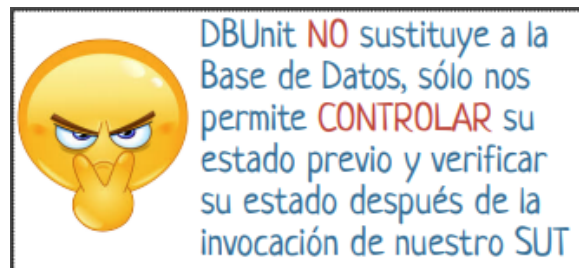 DBUnit NO sustituye a la
Base de Datos, sólo nos
permite CONTROLAR su
estado previo y verificar
su estado después de la
invocación de nuestro SUT